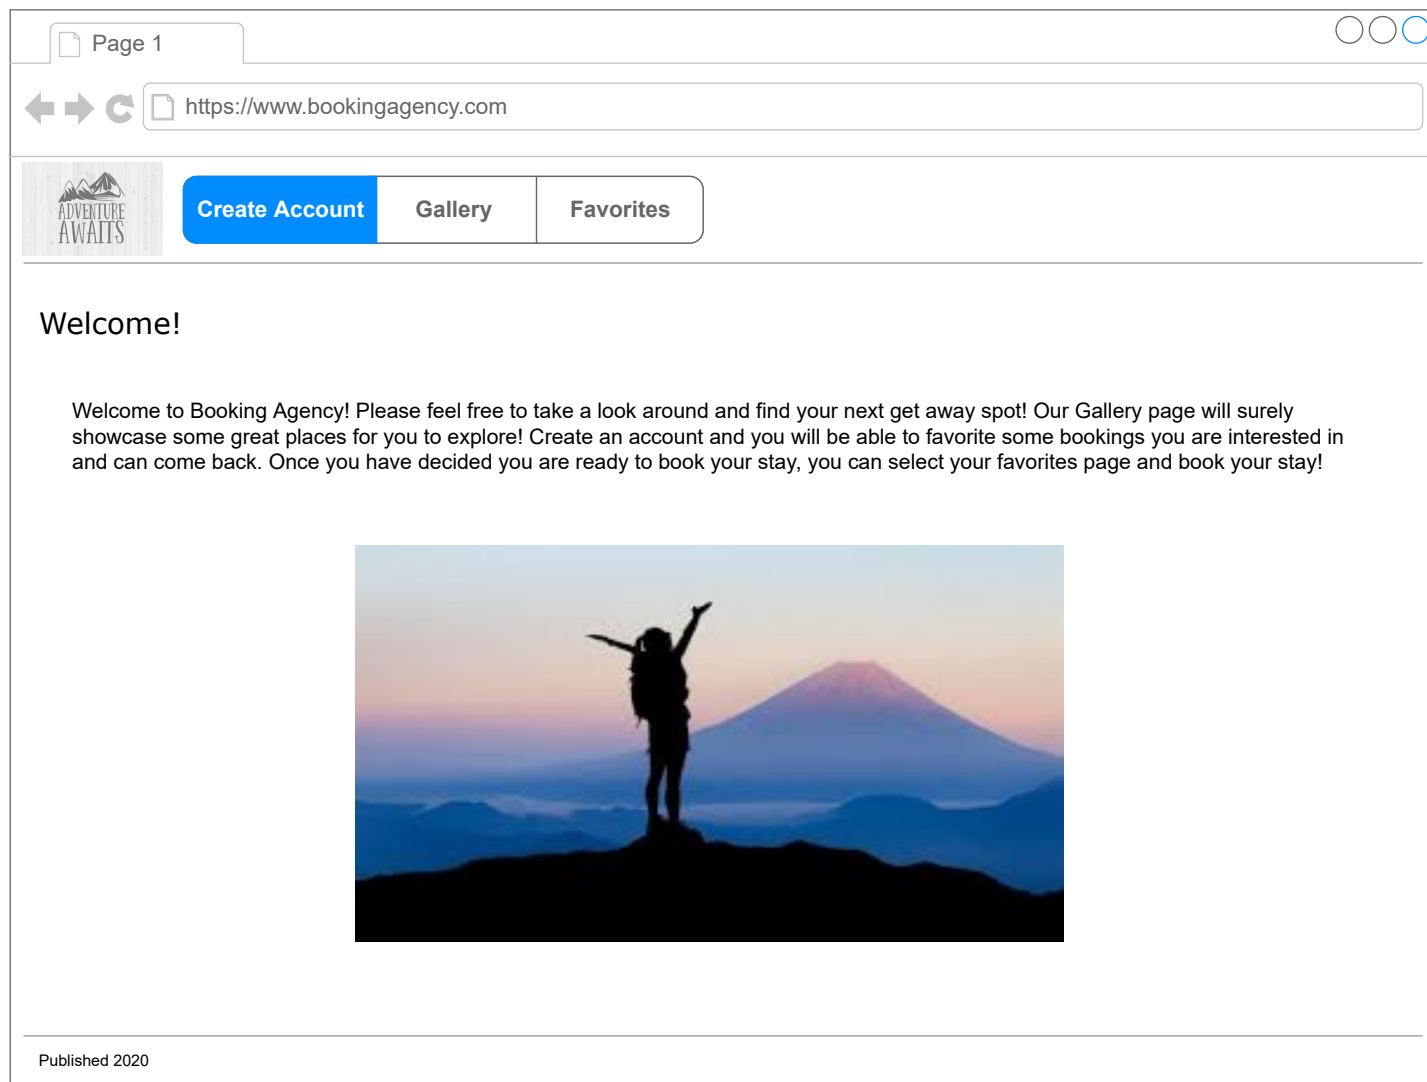 Page 1
https://www.bookingagency.com
ADVENTURE
AWAITS
Create Account Gallery Favorites
Welcome!
Welcome to Booking Agency! Please feel free to take a look around and find your next get away spot! Our Gallery page will surely
showcase some great places for you to explore! Create an account and you will be able to favorite some bookings you are interested in
and can come back. Once you have decided you are ready to book your stay, you can select your favorites page and book your stay!
Published 2020